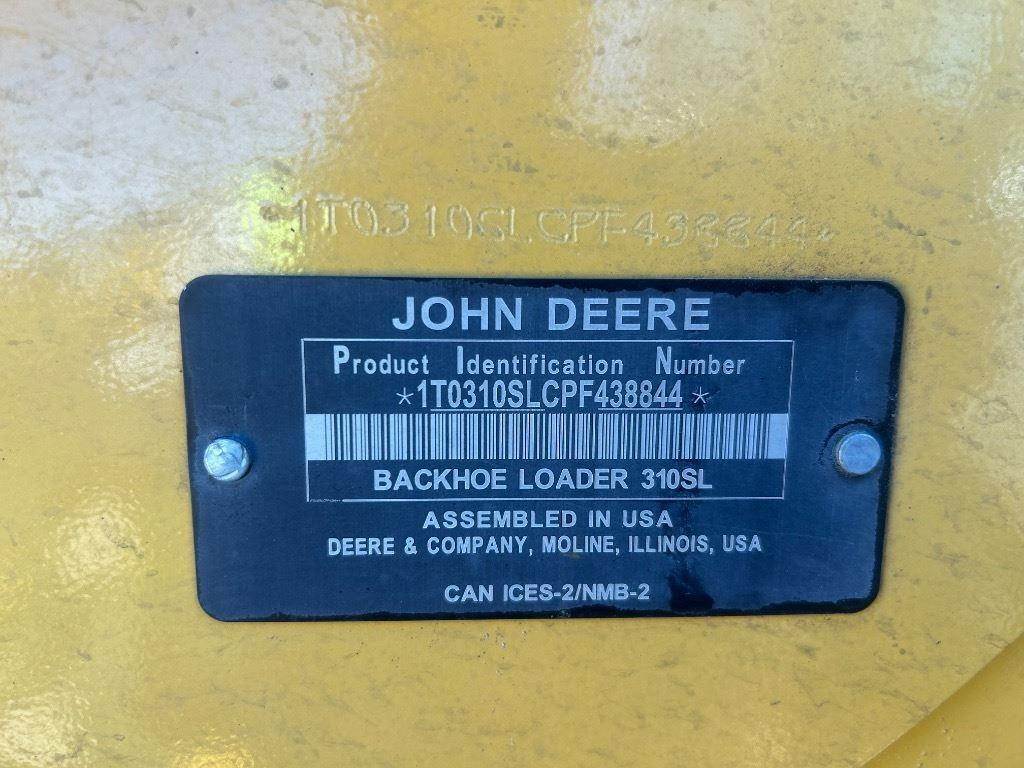 1T0310SLCPF438844*
JOHN DEERE
Product Identification Number
*1T0310SLCPF438844*
BACKHOE LOADER 310SL
ASSEMBLED IN USA
DEERE & COMPANY, MOLINE, ILLINOIS, USA
CAN ICES-2/NMB-2